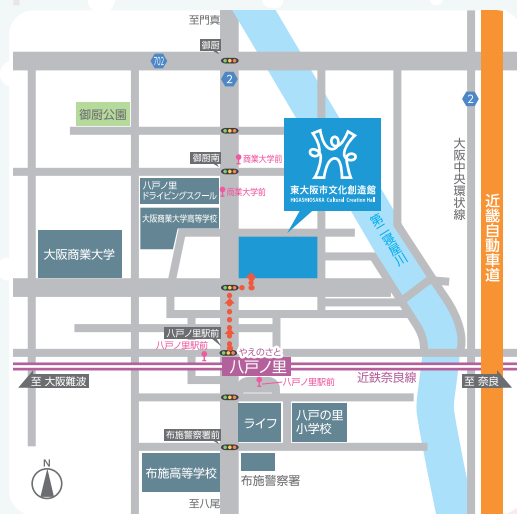 至門真
御厨
702
2
2
御厨公園
御厨南
商業大学前
商業大学前
八戸ノ里
ドライビングスクール
大阪商業大学高等学校
大阪商業大学
東大阪市文化創造館
HIGASHIOSAKA Cultural Creation Hall
大阪中央環状線
近畿自動車道
第二寝屋川
八戸ノ里駅前
八戸ノ里駅前
やえのさと
八戸ノ里
至 大阪難波
近鉄奈良線
至 奈良
八戸ノ里駅前
ライフ
八戸の里
小学校
布施警察署前
布施高等学校
布施警察署
N
至八尾